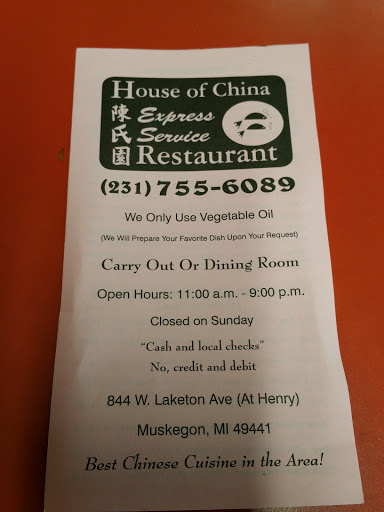 House of China
陳 Express
氏 Service
園 Restaurant
(231) 755-6089
We Only Use Vegetable Oil
(We Will Prepare Your Favorite Dish Upon Your Request)
Carry Out Or Dining Room
Open Hours: 11:00 a.m. - 9:00 p.m.
Closed on Sunday
“Cash and local checks”
No, credit and debit
844 W. Laketon Ave (At Henry)
Muskegon, MI 49441
Best Chinese Cuisine in the Area!